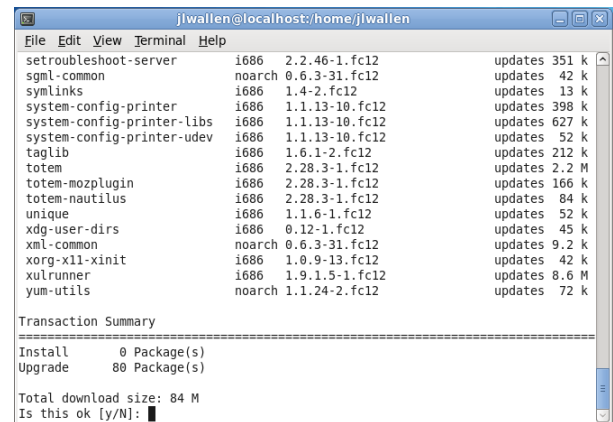 jlwallen@localhost:/home/jlwallen
File Edit View Terminal Help
setroubleshoot-server i686 2.2.46-1.fc12 updates 351 k
sgml-common noarch 0.6.3-31.fc12 updates 42 k
symlinks i686 1.4-2.fc12 updates 13 k
system-config-printer i686 1.1.13-10.fc12 updates 398 k
system-config-printer-libs i686 1.1.13-10.fc12 updates 627 k
system-config-printer-udev i686 1.1.13-10.fc12 updates 52 k
taglib i686 1.6.1-2.fc12 updates 212 k
totem i686 2.28.3-1.fc12 updates 2.2 M
totem-mozplugin i686 2.28.3-1.fc12 updates 166 k
totem-nautilus i686 2.28.3-1.fc12 updates 84 k
unique i686 1.1.6-1.fc12 updates 52 k
xdg-user-dirs i686 0.12-1.fc12 updates 45 k
xml-common noarch 0.6.3-31.fc12 updates 9.2 k
xorg-x11-xinit i686 1.0.9-13.fc12 updates 42 k
xulrunner i686 1.9.1.5-1.fc12 updates 8.6 M
yum-utils noarch 1.1.24-2.fc12 updates 72 k
Transaction Summary
================================================================================
Install 0 Package(s)
Upgrade 80 Package(s)
Total download size: 84 M
Is this ok [y/N]: